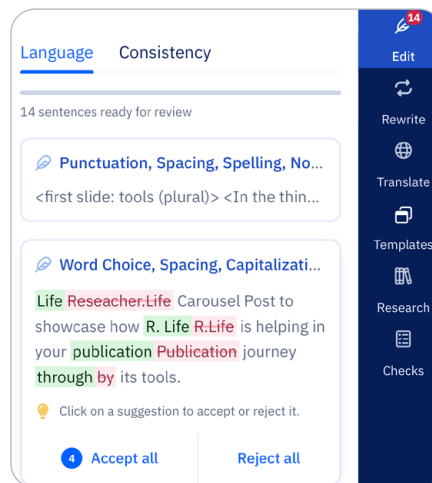 Language Consistency
14 sentences ready for review
Punctuation, Spacing, Spelling, No...
<first slide: tools (plural)> <In the thin...
Word Choice, Spacing, Capitalizati...
Life Reseacher.Life Carousel Post to
showcase how R. Life R.Life is helping in
your publication Publication journey
through by its tools.
Click on a suggestion to accept or reject it.
4 Accept all Reject all
14
Edit
Rewrite
Translate
Templates
Research
Checks